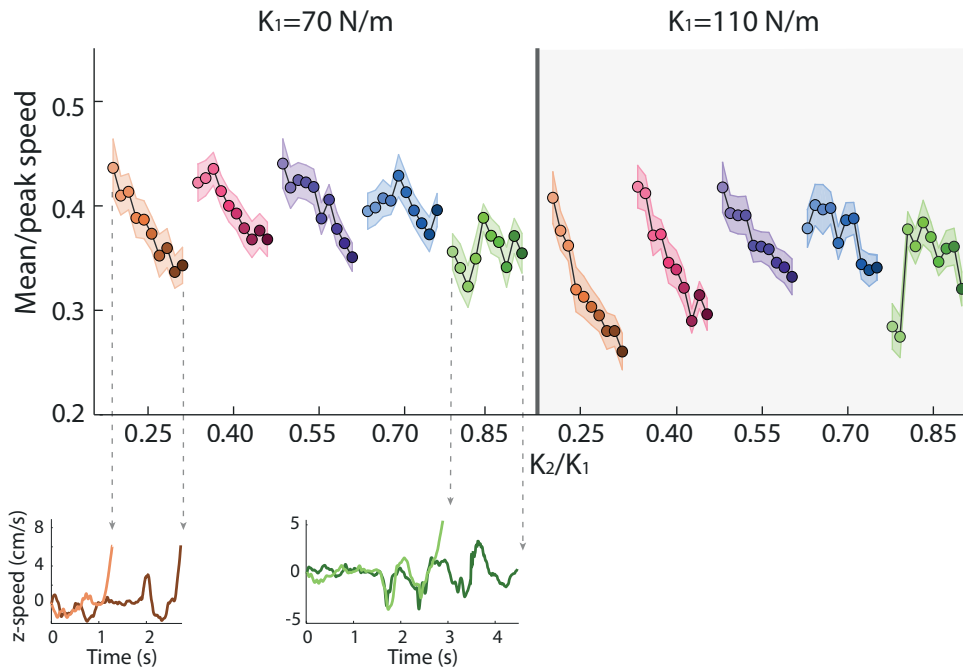 K₁=70 N/m K₁=110 N/m
Mean/peak speed
0.5
0.4
0.3
0.2
0.25 0.40 0.55 0.70 0.85 0.25 0.40 0.55 0.70 0.85
K₂/K₁
z-speed (cm/s)
8
4
0
0 1 2
Time (s)
5
0
-5
0 1 2 3 4
Time (s)